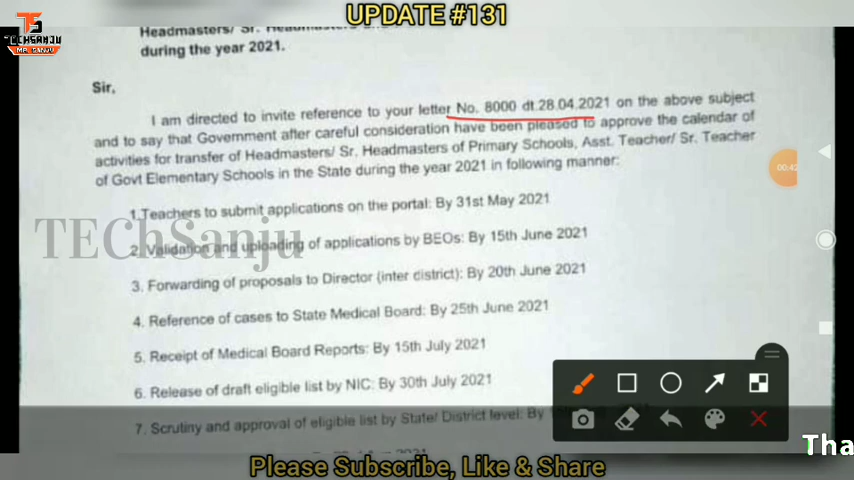 UPDATE #131
TS
TECHSANJU
MR. SANJU
Headmasters/ Sr.
during the year 2021.
Sir,
I am directed to invite reference to your letter No. 8000 dt.28.04.2021 on the above subject
and to say that Government after careful consideration have been pleased to approve the calendar of
activities for transfer of Headmasters/ Sr. Headmasters of Primary Schools, Asst. Teacher/ Sr. Teacher
of Govt Elementary Schools in the State during the year 2021 in following manner:
00:42
1.Teachers to submit applications on the portal: By 31st May 2021
TEChSanju
2. Validation and uploading of applications by BEOs: By 15th June 2021
3. Forwarding of proposals to Director (inter district): By 20th June 2021
4. Reference of cases to State Medical Board: By 25th June 2021
5. Receipt of Medical Board Reports: By 15th July 2021
6. Release of draft eligible list by NIC: By 30th July 2021
7. Scrutiny and approval of eligible list by State/ District level: By
Tha
Please Subscribe, Like & Share